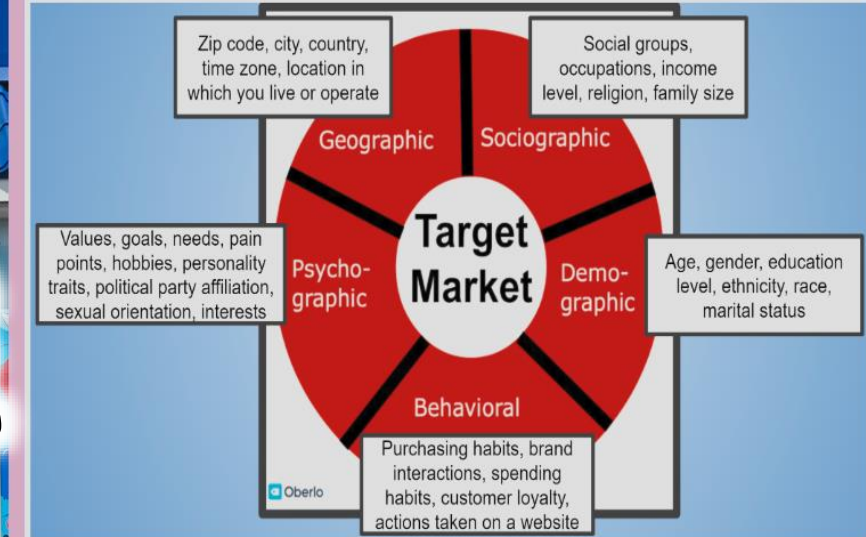 Zip code, city, country,
time zone, location in
which you live or operate
Social groups,
occupations, income
level, religion, family size
Geographic
Sociographic
Values, goals, needs, pain
points, hobbies, personality
traits, political party affiliation,
sexual orientation, interests
Psycho-
graphic
Target
Market
Demo-
graphic
Age, gender, education
level, ethnicity, race,
marital status
Behavioral
Purchasing habits, brand
interactions, spending
habits, customer loyalty,
actions taken on a website
Oberlo